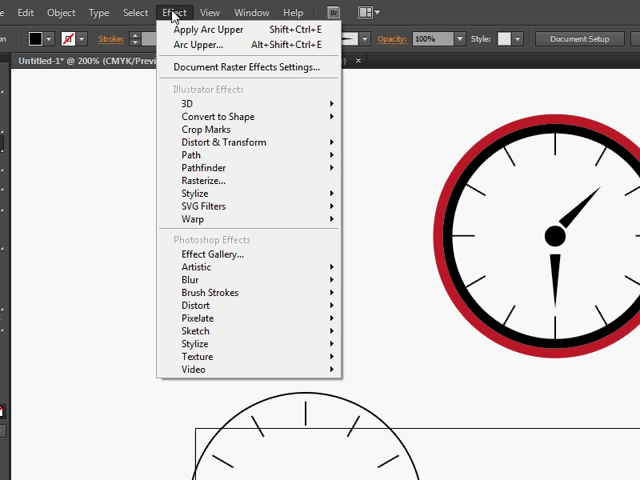 Edit Object Type Select Effect View Window Help Br
Stroke: Opacity: 100% Style: Document Setup
Untitled-1* @ 200% (CMYK/Previ
Apply Arc Upper Shift+Ctrl+E
Arc Upper... Alt+Shift+Ctrl+E
Document Raster Effects Settings...
Illustrator Effects
3D
Convert to Shape
Crop Marks
Distort & Transform
Path
Pathfinder
Rasterize...
Stylize
SVG Filters
Warp
Photoshop Effects
Effect Gallery...
Artistic
Blur
Brush Strokes
Distort
Pixelate
Sketch
Stylize
Texture
Video